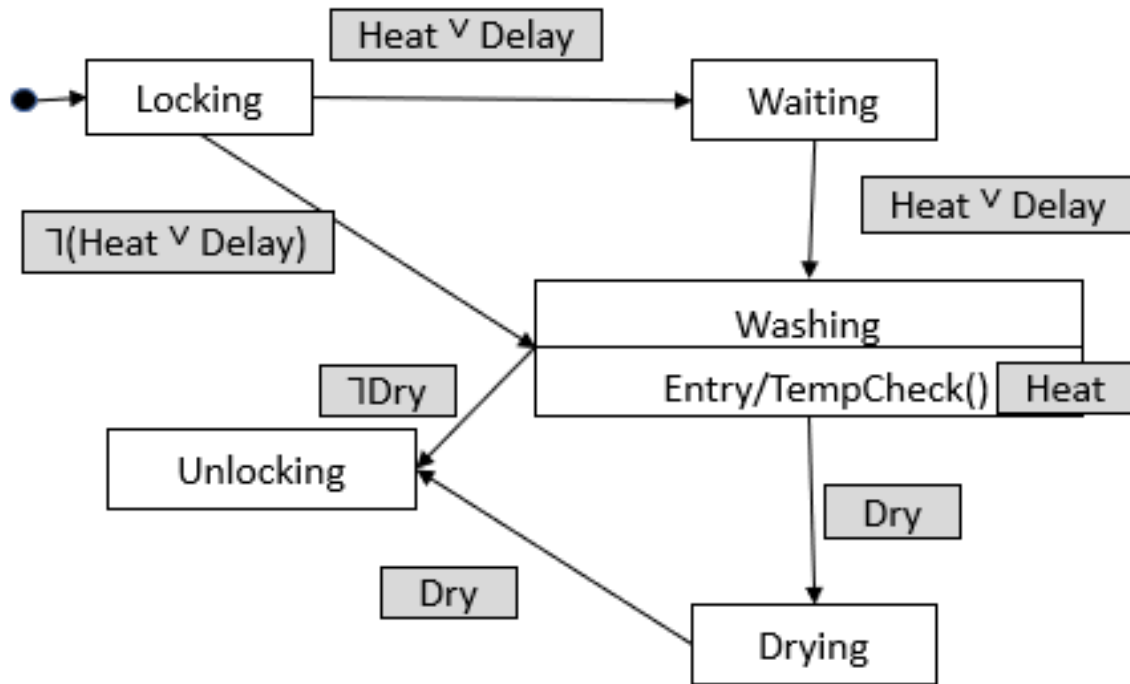 Heat ˅ Delay
Locking
Waiting
Heat ˅ Delay
⅂(Heat ˅ Delay)
Washing
Entry/TempCheck()
Heat
⅂Dry
Unlocking
Dry
Dry
Drying